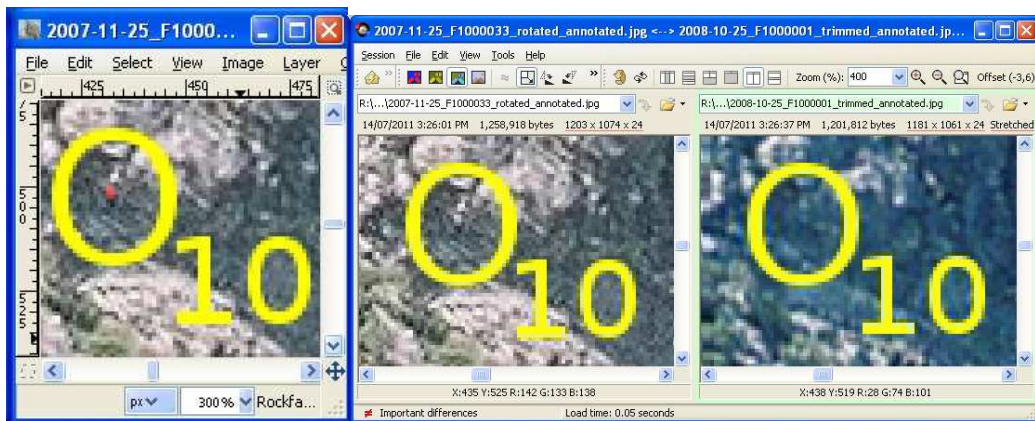 2007-11-25_F1000...
File Edit Select View Image Layer
425 450 475
500
525
10
px 300% Rockfa...
2007-11-25_F1000033_rotated_annotated.jpg <--> 2008-10-25_F1000001_trimmed_annotated.jp...
Session File Edit View Tools Help
Zoom (%): 400 Offset (-3,6)
R:\...\2007-11-25_F1000033_rotated_annotated.jpg
14/07/2011 3:26:01 PM 1,258,918 bytes 1203 x 1074 x 24
10
X:435 Y:525 R:142 G:133 B:138
R:\...\2008-10-25_F1000001_trimmed_annotated.jpg
14/07/2011 3:26:37 PM 1,201,812 bytes 1181 x 1061 x 24 Stretched
10
X:438 Y:519 R:28 G:74 B:101
Important differences Load time: 0.05 seconds